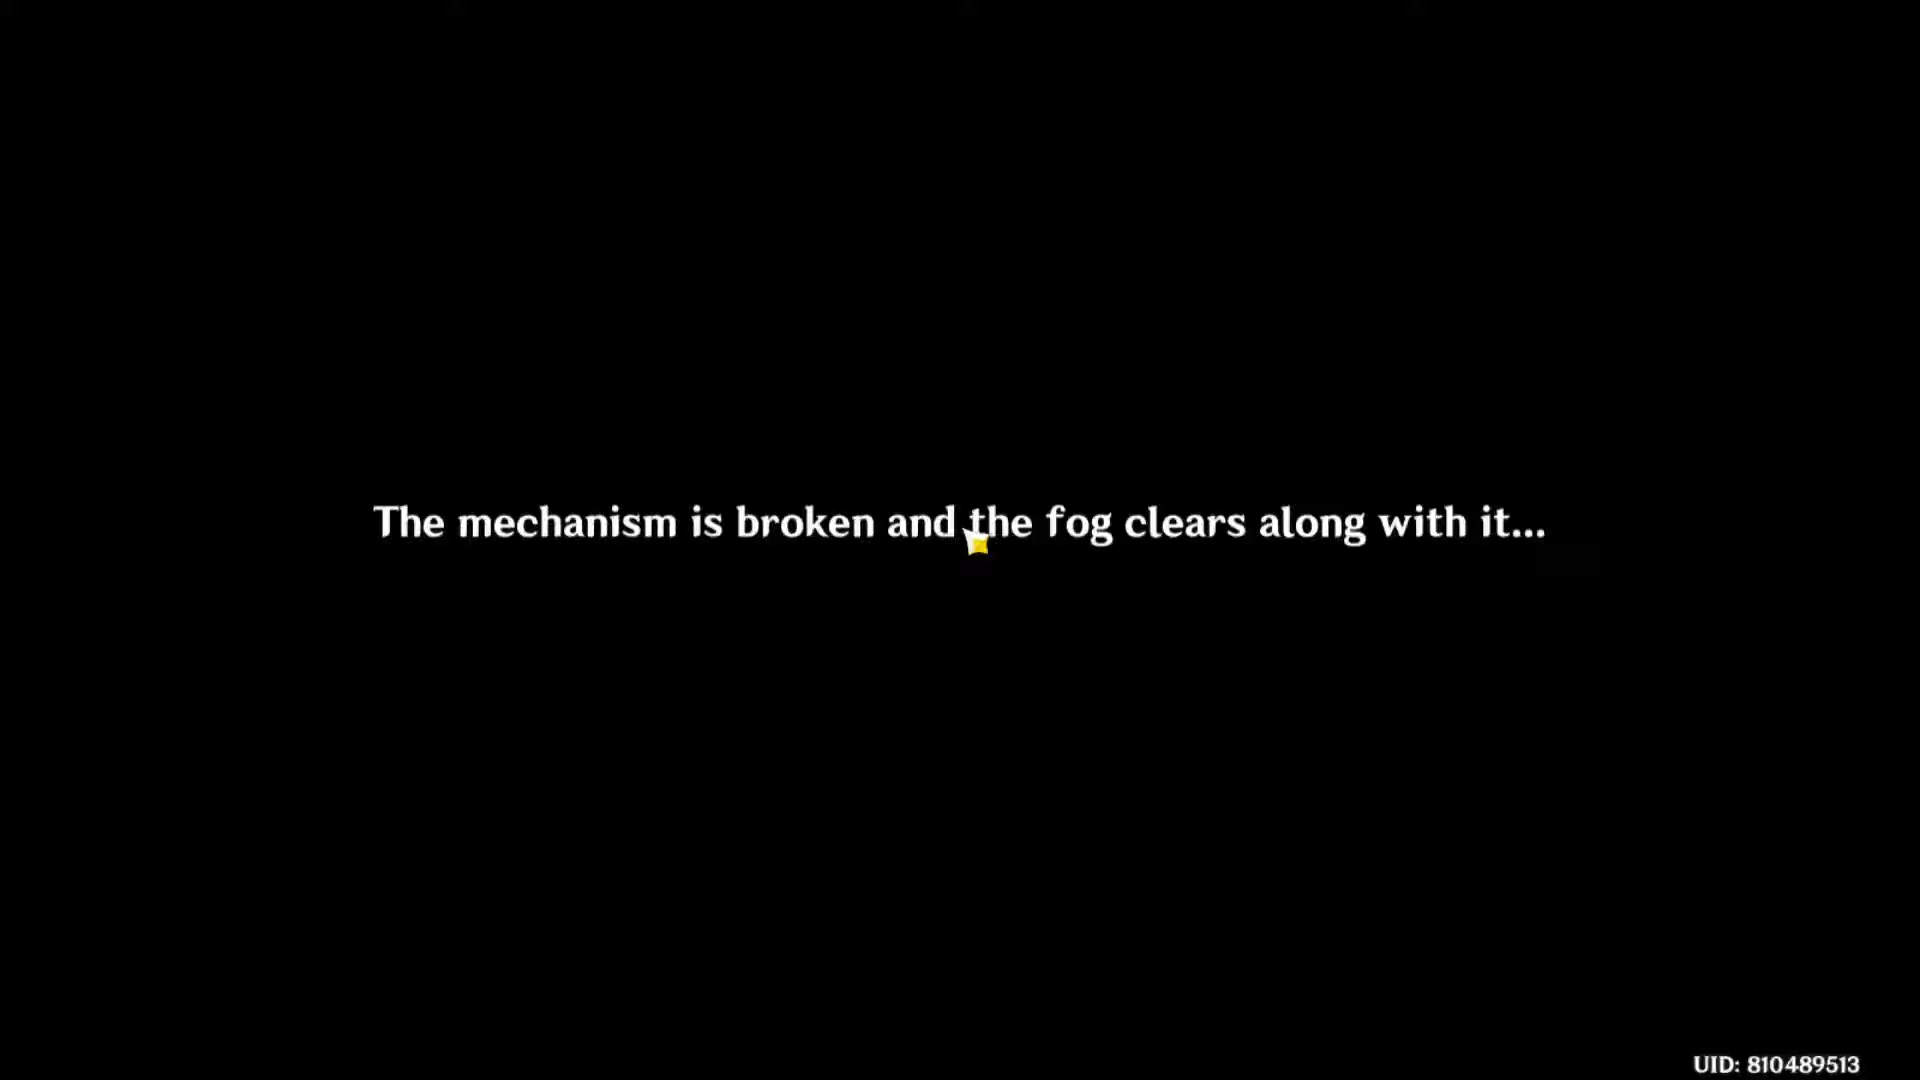 The mechanism is broken and the fog clears along with it...
UID: 810489513